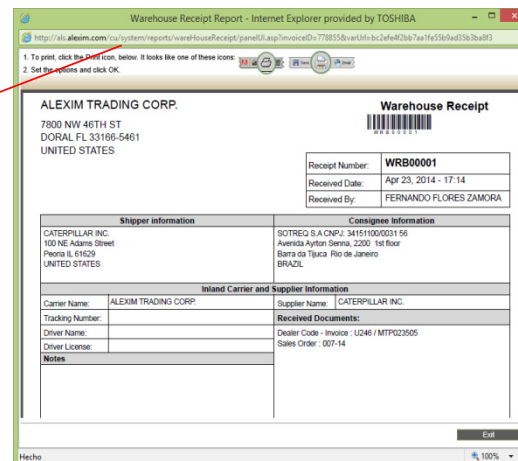 Warehouse Receipt Report - Internet Explorer provided by TOSHIBA
http://als.alexim.com/cu/system/reports/wareHouseReceipt/panelUI.asp?invoiceID=778855&varUrl=bc2efe4f2bb7aa1fe55b9ad35b3ba8f3
1. To print, click the Print icon, below. It looks like one of these icons:
2. Set the options and click OK.
ALEXIM TRADING CORP.
Warehouse Receipt
7800 NW 46TH ST
DORAL FL 33166-5461
UNITED STATES
WRB00001
Receipt Number: WRB00001
Received Date: Apr 23, 2014 - 17:14
Received By: FERNANDO FLORES ZAMORA
Shipper information Consignee Information
CATERPILLAR INC. SOTREQ S.A CNPJ: 34151100/0031 56
100 NE Adams Street Avenida Ayrton Senna, 2200 1st floor
Peoria IL 61629 Barra da Tijuca Rio de Janeiro
UNITED STATES BRAZIL
Inland Carrier and Supplier Information
Carrier Name: ALEXIM TRADING CORP. Supplier Name: CATERPILLAR INC.
Tracking Number: Received Documents:
Driver Name: Dealer Code - Invoice : U246 / MTP023505
Driver License: Sales Order : 007-14
Notes
Exit
Hecho 100%